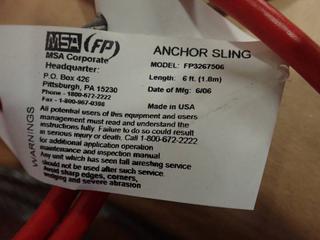 MSA (FP)
MSA Corporate
Headquarter:
P.O. Box 426
Pittsburgh, PA 15230
Phone - 1800-672-2222
Fax - 1-800-967-0398
ANCHOR SLING
MODEL: FP3267506
Length: 6 ft. (1.8m)
Date of Mfg: 6/06
Made in USA
WARNINGS
All potential users of this equipment and users
management must read and understand the
instructions fully. Failure to do so could result
in serious injury or death. Call 1-800-672-2222
for additional application operation
maintenance and inspection manual
Any unit which has seen fall arresting service
should not be used after such service.
Avoid sharp edges, corners,
wedging and severe abrasion